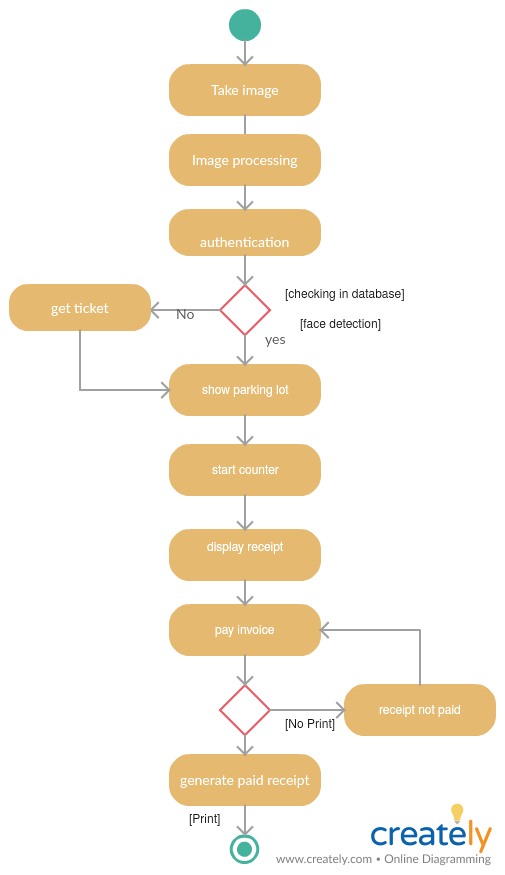 Take image
Image processing
authentication
[checking in database]
get ticket
No
[face detection]
yes
show parking lot
start counter
display receipt
pay invoice
receipt not paid
[No Print]
generate paid receipt
[Print]
creately
www.creately.com • Online Diagramming